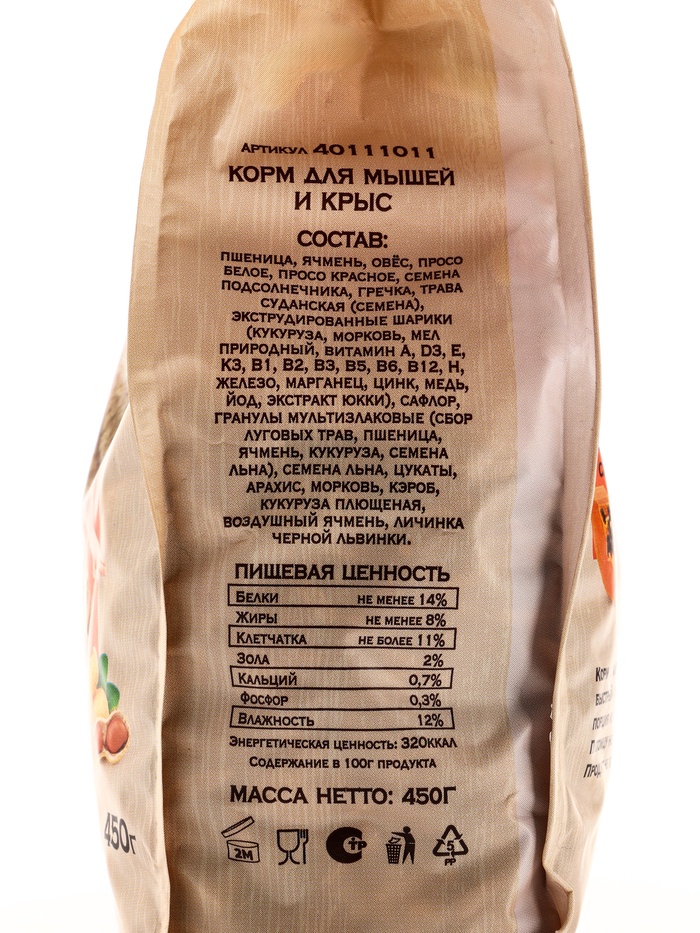 Артикул 40111011
КОРМ ДЛЯ МЫШЕЙ
И КРЫС
СОСТАВ:
ПШЕНИЦА, ЯЧМЕНЬ, ОВЁС, ПРОСО
БЕЛОЕ, ПРОСО КРАСНОЕ, СЕМЕНА
ПОДСОЛНЕЧНИКА, ГРЕЧКА, ТРАВА
СУДАНСКАЯ (СЕМЕНА),
ЭКСТРУДИРОВАННЫЕ ШАРИКИ
(КУКУРУЗА, МОРКОВЬ, МЕЛ
ПРИРОДНЫЙ, ВИТАМИН А, D3, Е,
К3, В1, В2, В3, В5, В6, В12, Н,
ЖЕЛЕЗО, МАРГАНЕЦ, ЦИНК, МЕДЬ,
ЙОД, ЭКСТРАКТ ЮККИ), САФЛОР,
ГРАНУЛЫ МУЛЬТИЗЛАКОВЫЕ (СБОР
ЛУГОВЫХ ТРАВ, ПШЕНИЦА,
ЯЧМЕНЬ, КУКУРУЗА, СЕМЕНА
ЛЬНА), СЕМЕНА ЛЬНА, ЦУКАТЫ,
АРАХИС, МОРКОВЬ, КЭРОБ,
КУКУРУЗА ПЛЮЩЕНАЯ,
ВОЗДУШНЫЙ ЯЧМЕНЬ, ЛИЧИНКА
ЧЕРНОЙ ЛЬВИНКИ.
ПИЩЕВАЯ ЦЕННОСТЬ
Белки не менее 14%
Жиры не менее 8%
Клетчатка не более 11%
Зола 2%
Кальций 0,7%
Фосфор 0,3%
Влажность 12%
Энергетическая ценность: 320ккал
Содержание в 100г продукта
МАССА НЕТТО: 450Г
2М
СТР
5
PP
450г